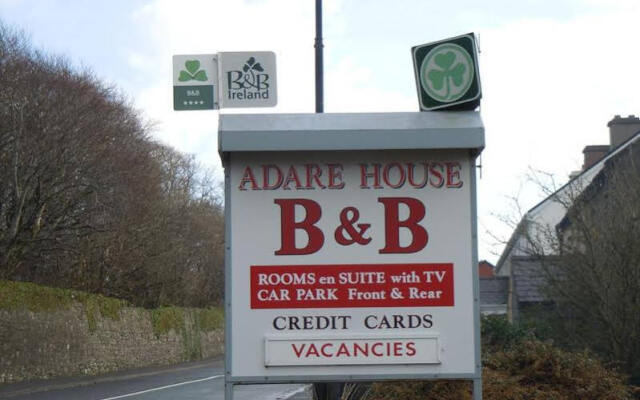 B&B
★★★★
B&B
Ireland
ADARE HOUSE
B & B
ROOMS en SUITE with TV
CAR PARK Front & Rear
CREDIT CARDS
VACANCIES